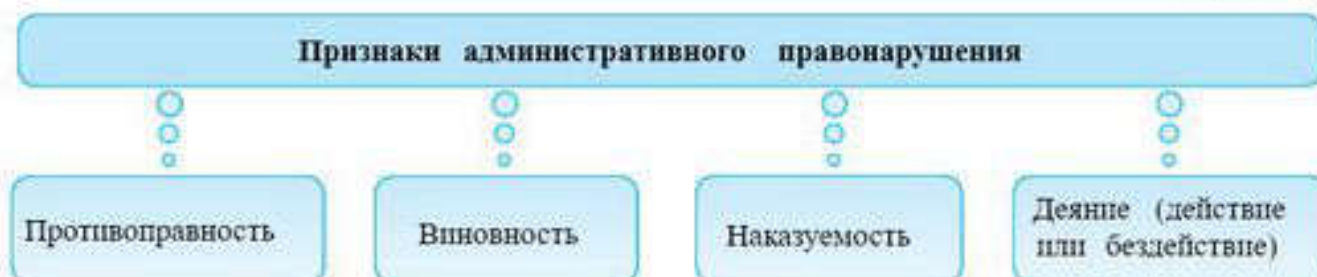 Признаки административного правонарушения
Противоправность
Виновность
Наказуемость
Деяние (действие
или бездействие)